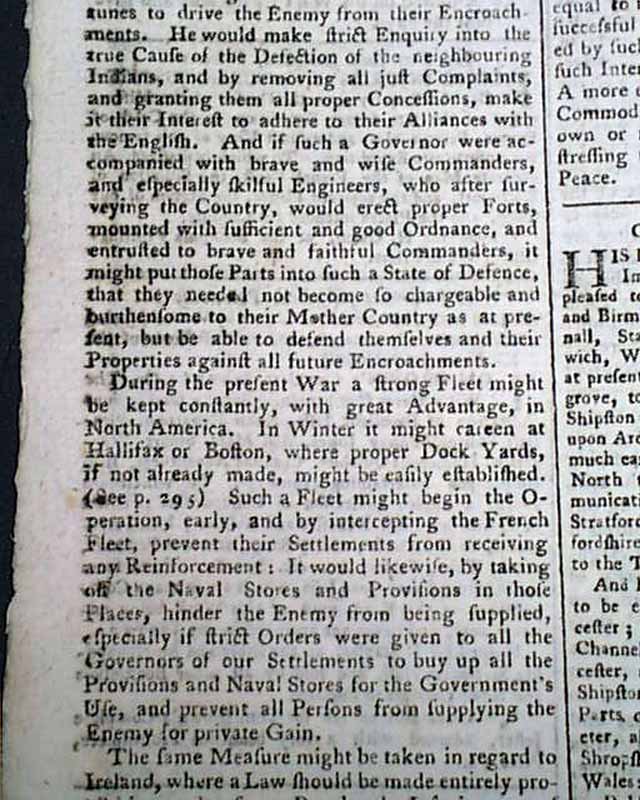 tunes to drive the Enemy from their Encroach-
ments. He would make ſtrict Enquiry into the
true Cauſe of the Defection of the neighbouring
Indians, and by removing all juſt Complaints,
and granting them all proper Conceſſions, make
it their Intereſt to adhere to their Alliances with
the Engliſh. And if ſuch a Governor were ac-
companied with brave and wiſe Commanders,
and eſpecially ſkilful Engineers, who after ſur-
veying the Country, would erect proper Forts,
mounted with ſufficient and good Ordnance, and
entruſted to brave and faithful Commanders, it
might put thoſe Parts into ſuch a State of Defence,
that they needed not become ſo chargeable and
burthenſome to their Mother Country as at pre-
ſent, but be able to defend themſelves and their
Properties againſt all future Encroachments.
During the preſent War a ſtrong Fleet might
be kept conſtantly, with great Advantage, in
North America. In Winter it might careen at
Hallifax or Boſton, where proper Dock Yards,
if not already made, might be eaſily eſtabliſhed.
(See p. 295) Such a Fleet might begin the O-
peration, early, and by intercepting the French
Fleet, prevent their Settlements from receiving
any Reinforcement: It would likewiſe, by taking
off the Naval Stores and Proviſions in thoſe
Places, hinder the Enemy from being ſupplied,
eſpecially if ſtrict Orders were given to all the
Governors of our Settlements to buy up all the
Proviſions and Naval Stores for the Government's
Uſe, and prevent all Perſons from ſupplying the
Enemy for private Gain.
The ſame Meaſure might be taken in regard to
Ireland, where a Law ſhould be made entirely pro-
equal to
ſucceſsful
ed by ſuc
ſuch Inter
A more e
Commod
own or
ſtreſſing
Peace.
HIS
Im
pleaſed t
and Birm
nall, Sta
wich, W
at preſent
grove, to
Shipſton
upon Arc
much ea
North
municati
Stratford
fordſhire
to the T
And
to be c
ceſter;
Channe
ceſter,
Shipſto
Parts
eter, a
Shropſ
Wales